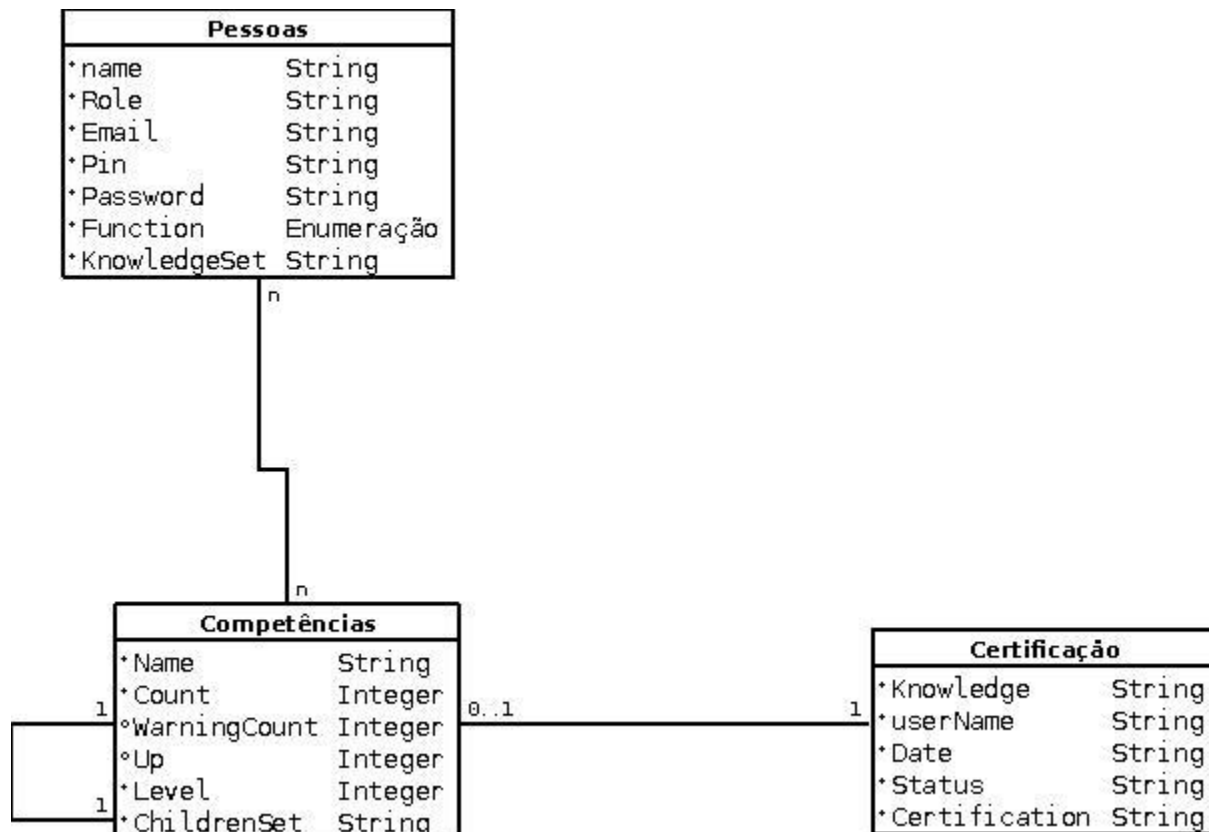 Pessoas
*name String
*Role String
*Email String
*Pin String
*Password String
*Function Enumeração
*KnowledgeSet String
n
n
Competências
*Name String
*Count Integer
°WarningCount Integer
°Up Integer
*Level Integer
*ChildrenSet String
1
1
0..1
1
Certificação
*Knowledge String
*userName String
*Date String
*Status String
*Certification String